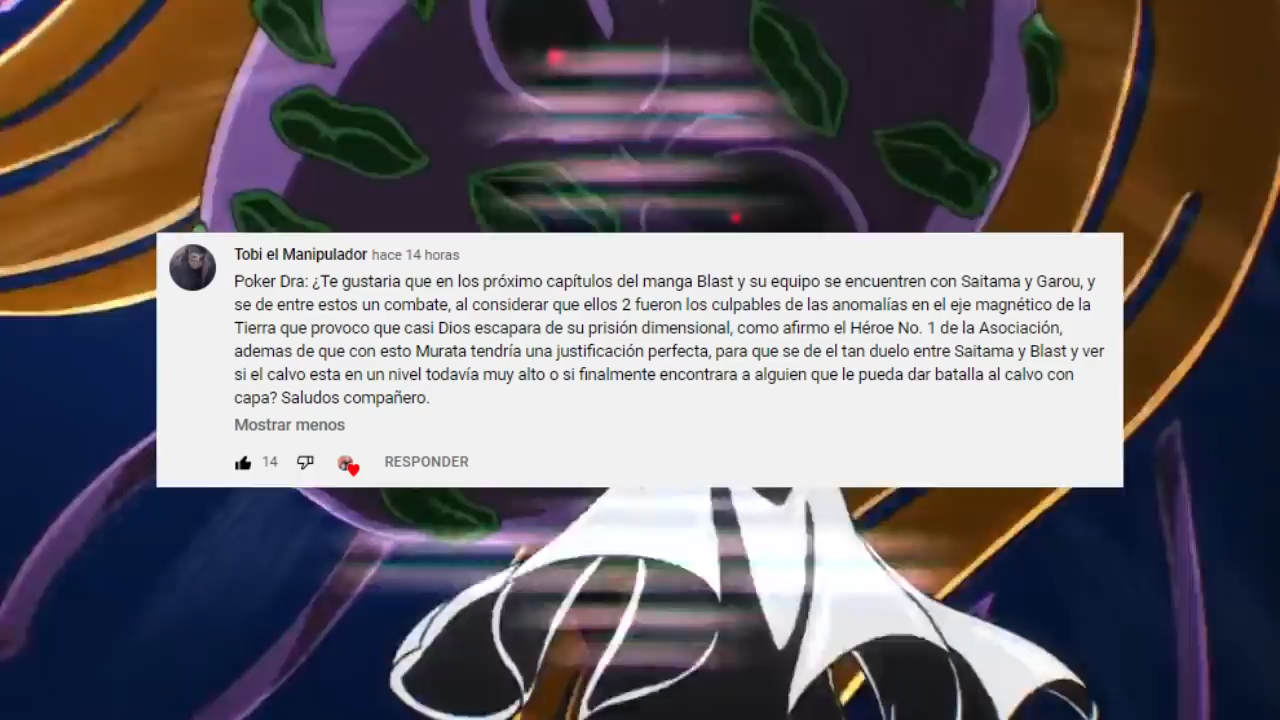 Tobi el Manipulador hace 14 horas
Poker Dra: ¿Te gustaria que en los próximo capítulos del manga Blast y su equipo se encuentren con Saitama y Garou, y
se de entre estos un combate, al considerar que ellos 2 fueron los culpables de las anomalías en el eje magnético de la
Tierra que provoco que casi Dios escapara de su prisión dimensional, como afirmo el Héroe No. 1 de la Asociación,
ademas de que con esto Murata tendría una justificación perfecta, para que se de el tan duelo entre Saitama y Blast y ver
si el calvo esta en un nivel todavía muy alto o si finalmente encontrara a alguien que le pueda dar batalla al calvo con
capa? Saludos compañero.
Mostrar menos
14 RESPONDER